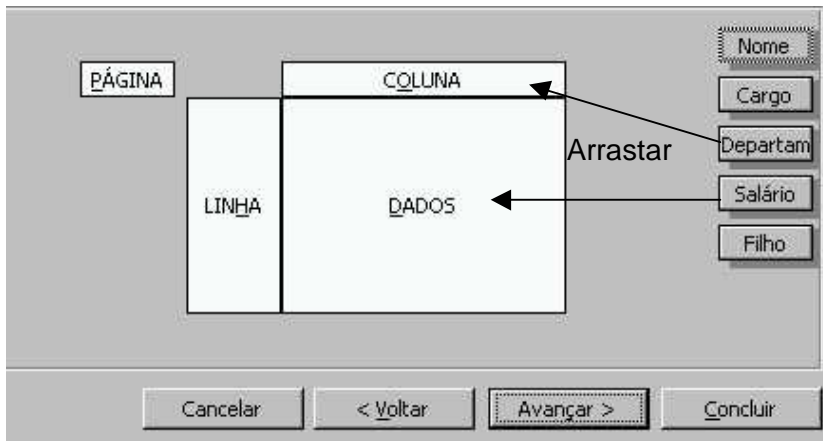 Nome
PÁGINA
COLUNA
Cargo
Arrastar
Departam
LINHA
DADOS
Salário
Filho
Cancelar
< Voltar
Avançar >
Concluir